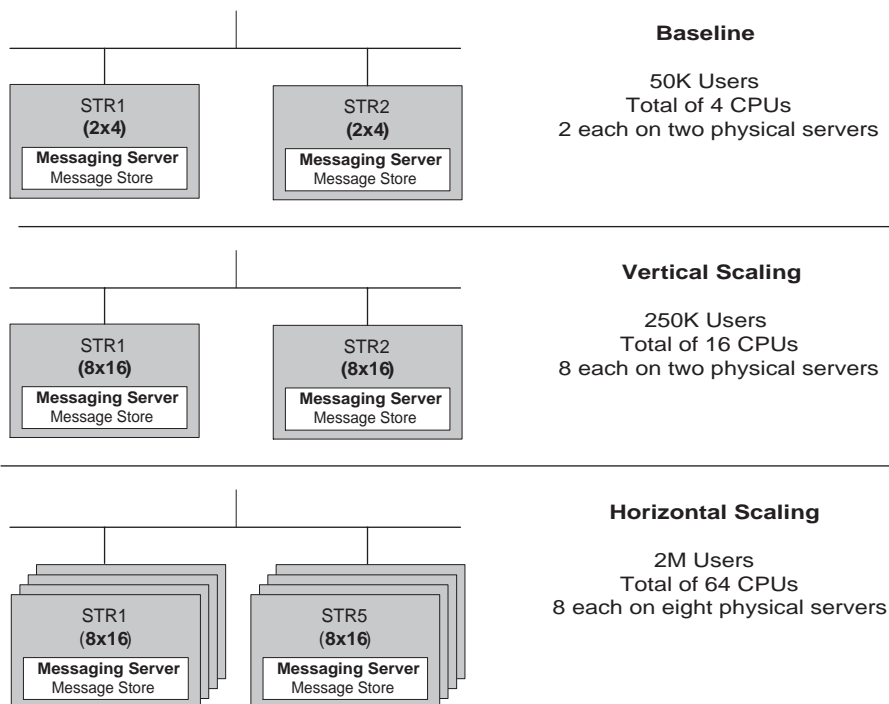 Baseline
50K Users
Total of 4 CPUs
2 each on two physical servers
STR1
(2x4)
Messaging Server
Message Store
STR2
(2x4)
Messaging Server
Message Store
Vertical Scaling
250K Users
Total of 16 CPUs
8 each on two physical servers
STR1
(8x16)
Messaging Server
Message Store
STR2
(8x16)
Messaging Server
Message Store
Horizontal Scaling
2M Users
Total of 64 CPUs
8 each on eight physical servers
STR1
(8x16)
Messaging Server
Message Store
STR5
(8x16)
Messaging Server
Message Store